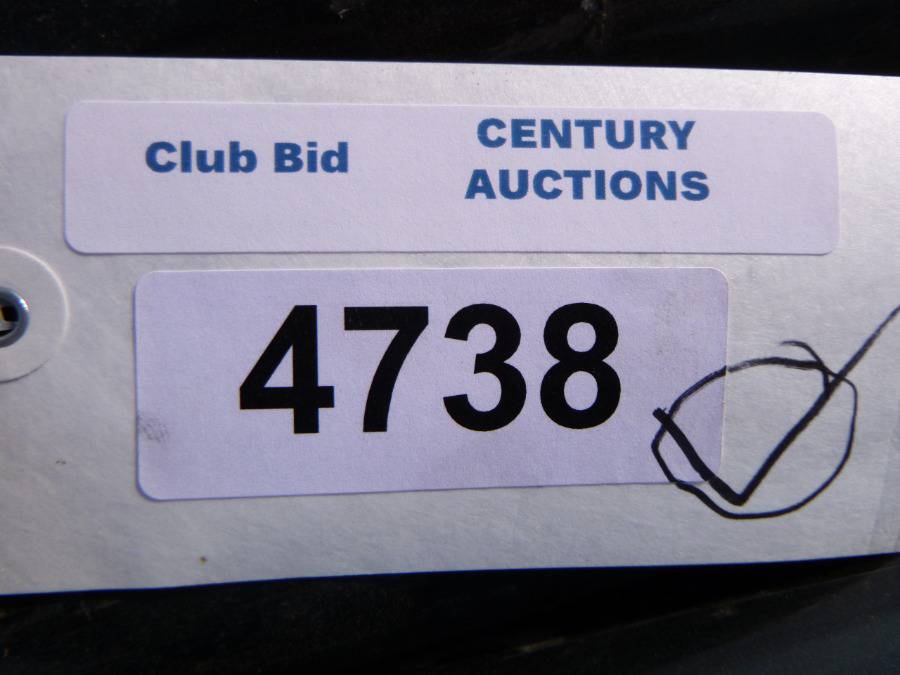 Club Bid
CENTURY
AUCTIONS
4738